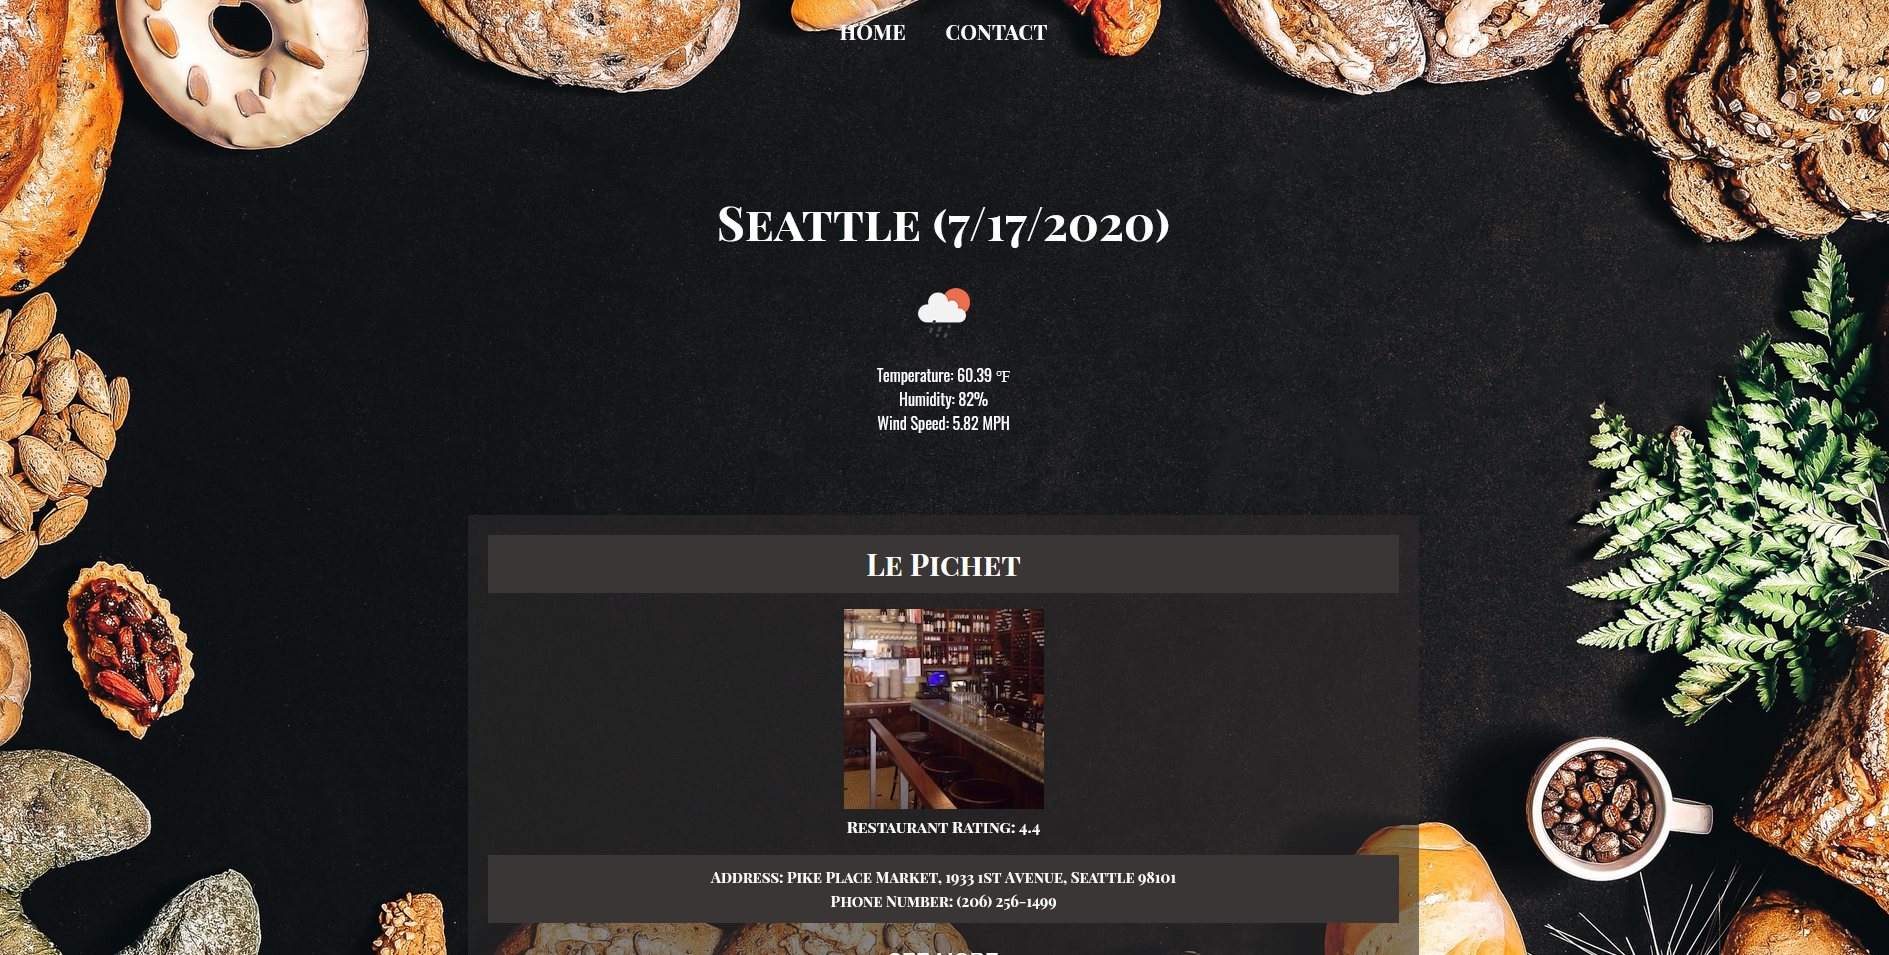 HOME CONTACT
Seattle (7/17/2020)
Temperature: 60.39 °F
Humidity: 82%
Wind Speed: 5.82 MPH
Le Pichet
Restaurant Rating: 4.4
Address: Pike Place Market, 1933 1st Avenue, Seattle 98101
Phone Number: (206) 256-1499